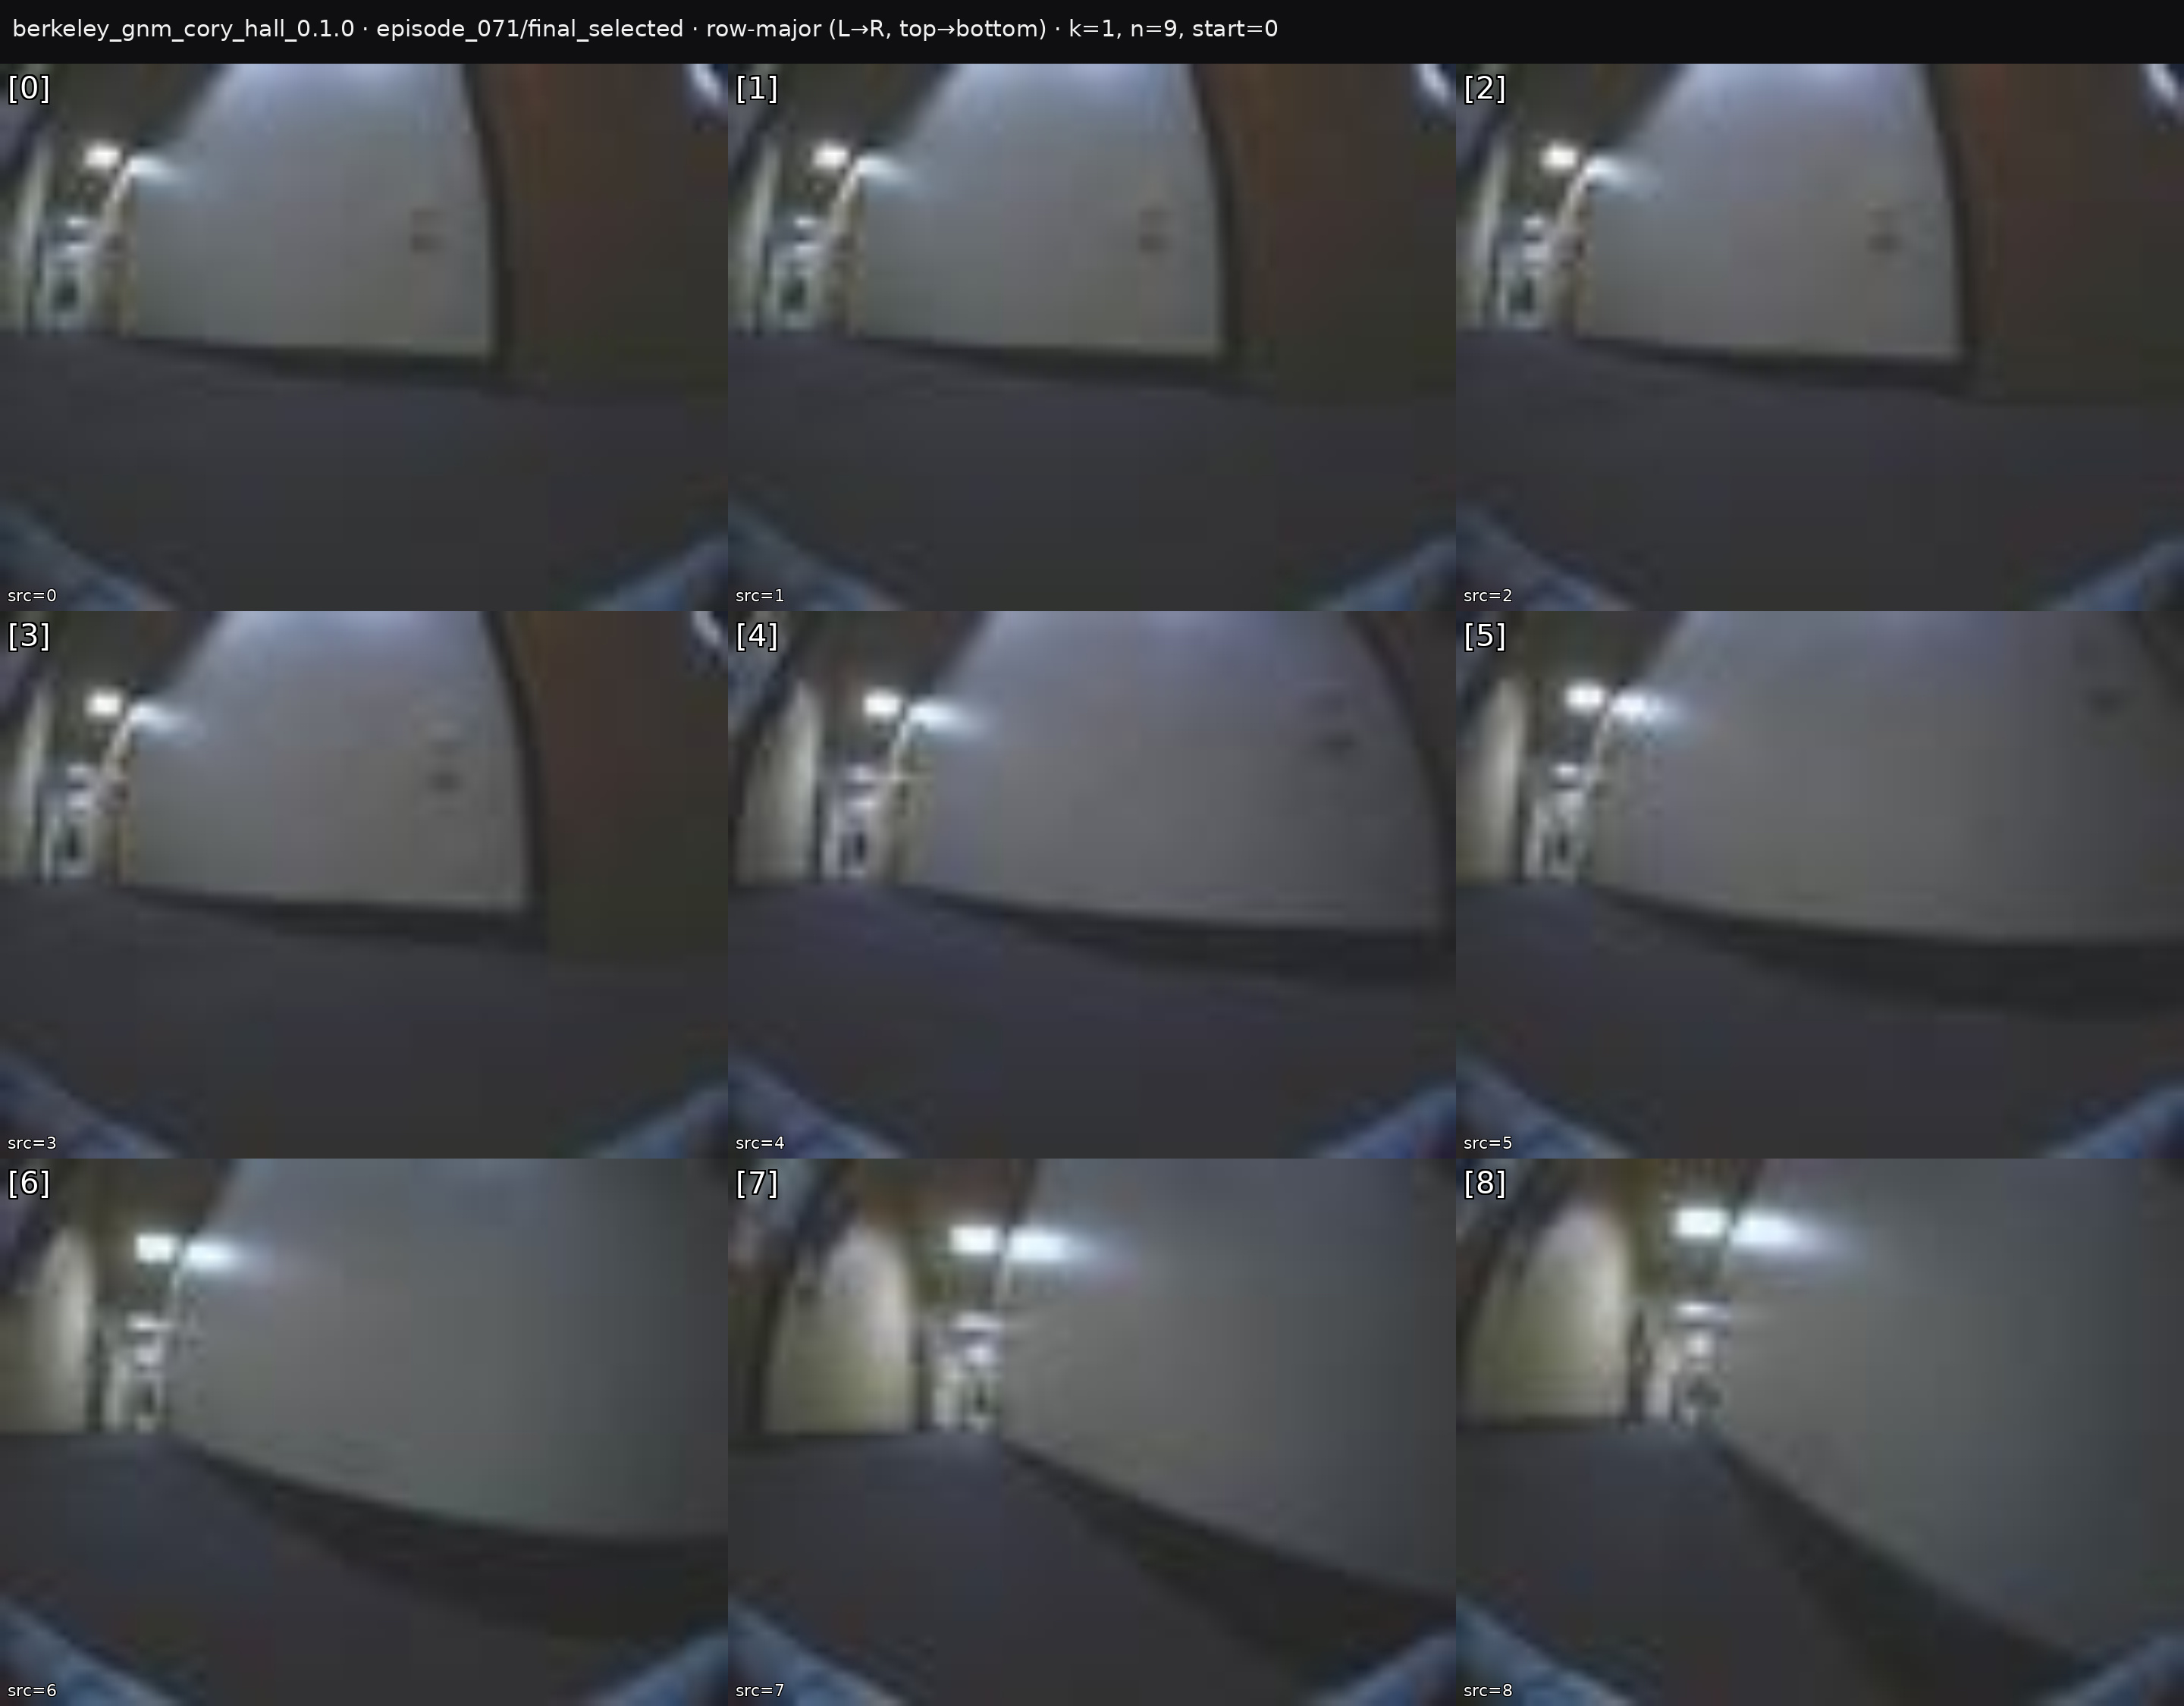 berkeley_gnm_cory_hall_0.1.0 · episode_071/final_selected · row-major (L→R, top→bottom) · k=1, n=9, start=0
[0]
[1]
[2]
src=0
src=1
src=2
[3]
[4]
[5]
src=3
src=4
src=5
[6]
[7]
[8]
src=6
src=7
src=8